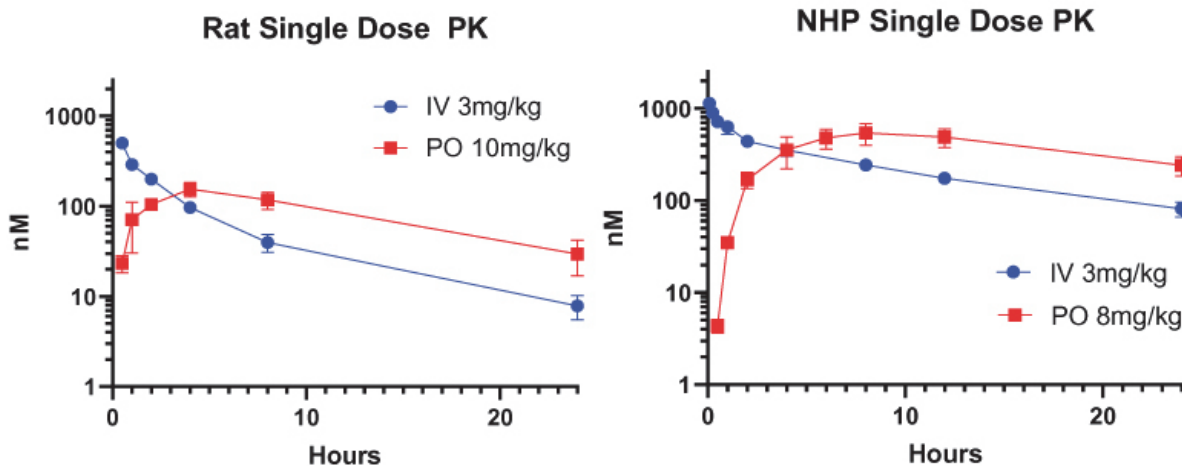 Rat Single Dose  PK
1000
100
10
1
nM
0
10
20
Hours
IV 3mg/kg
PO 10mg/kg
NHP Single Dose PK
1000
100
10
1
nM
0
10
20
Hours
IV 3mg/kg
PO 8mg/kg